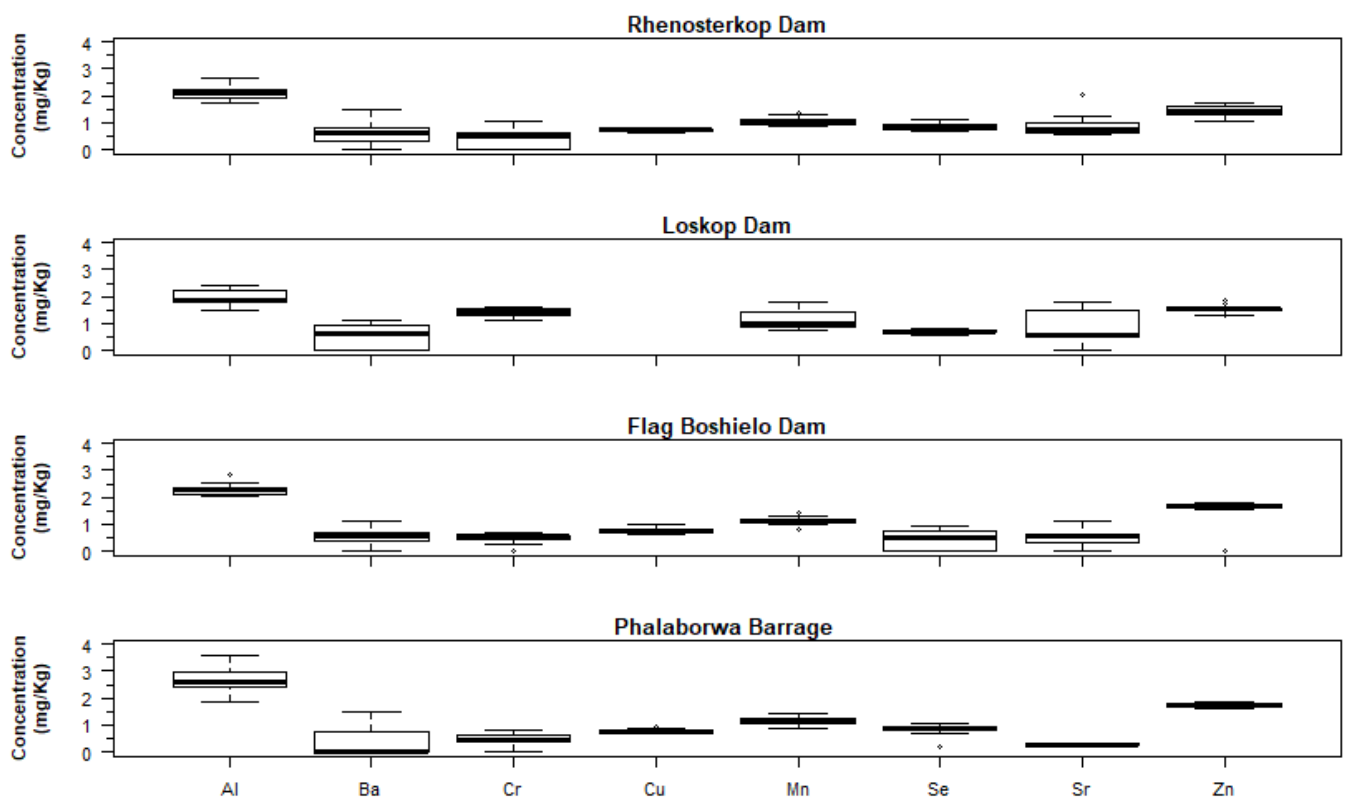 Rhenosterkop Dam
Concentration
(mg/Kg)
4
3
2
1
0
Loskop Dam
Concentration
(mg/Kg)
4
3
2
1
0
Flag Boshielo Dam
Concentration
(mg/Kg)
4
3
2
1
0
Phalaborwa Barrage
Concentration
(mg/Kg)
4
3
2
1
0
Al Ba Cr Cu Mn Se Sr Zn